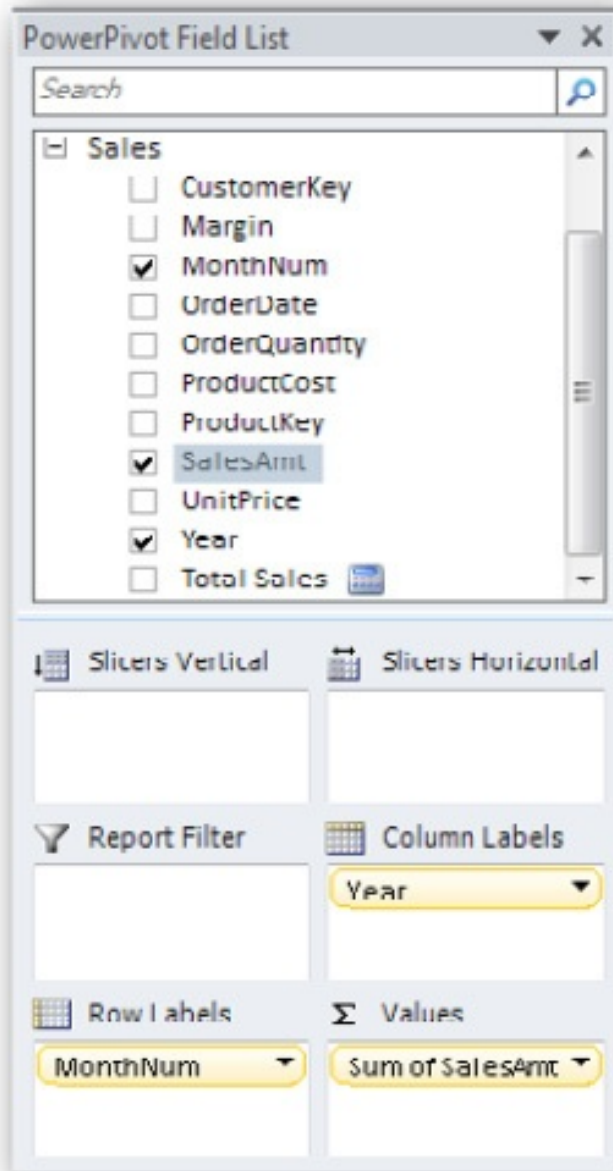 PowerPivot Field List
Search
Sales
CustomerKey
Margin
MonthNum
OrderDate
OrderQuantity
ProductCost
ProductKey
SalesAmt
UnitPrice
Year
Total Sales
Slicers Vertical
Slicers Horizontal
Report Filter
Column Labels
Year
Row Labels
Σ Values
MonthNum
Sum of SalesAmt